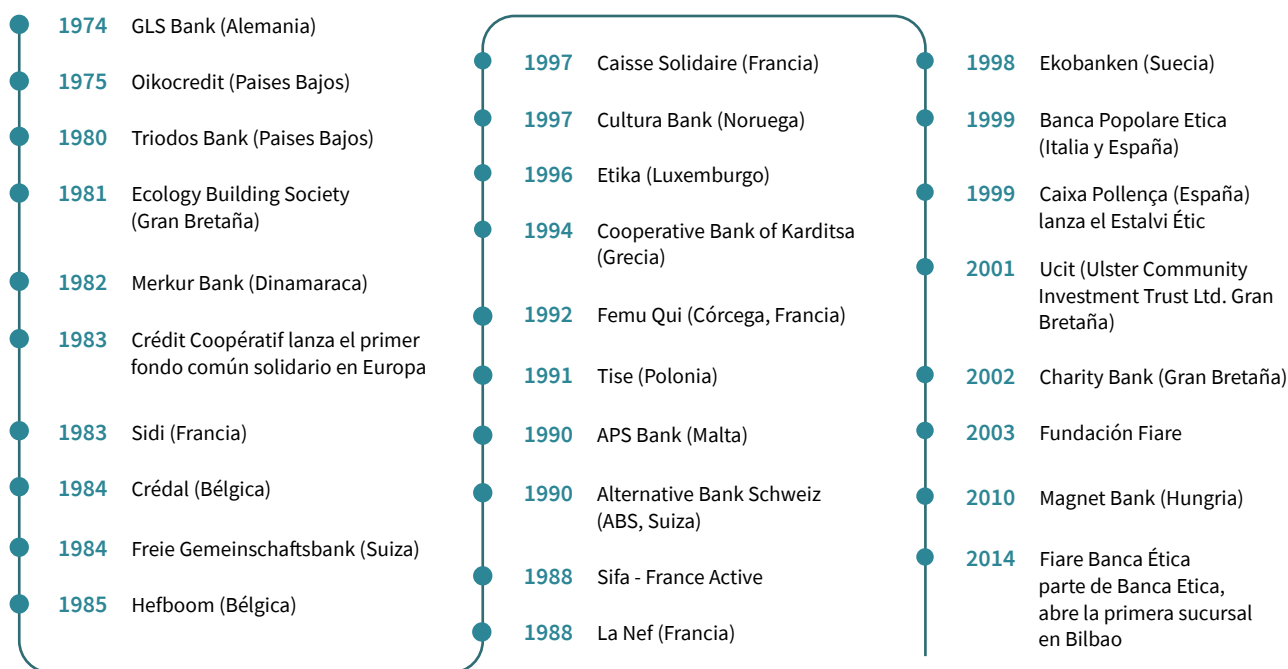 1974 GLS Bank (Alemania)
1975 Oikocredit (Paises Bajos)
1980 Triodos Bank (Paises Bajos)
1981 Ecology Building Society
(Gran Bretaña)
1982 Merkur Bank (Dinamaraca)
1983 Crédit Coopératif lanza el primer
fondo común solidario en Europa
1983 Sidi (Francia)
1984 Crédal (Bélgica)
1984 Freie Gemeinschaftsbank (Suiza)
1985 Hefboom (Bélgica)
1997 Caisse Solidaire (Francia)
1997 Cultura Bank (Noruega)
1996 Etika (Luxemburgo)
1994 Cooperative Bank of Karditsa
(Grecia)
1992 Femu Qui (Córcega, Francia)
1991 Tise (Polonia)
1990 APS Bank (Malta)
1990 Alternative Bank Schweiz
(ABS, Suiza)
1988 Sifa - France Active
1988 La Nef (Francia)
1998 Ekobanken (Suecia)
1999 Banca Popolare Etica
(Italia y España)
1999 Caixa Pollença (España)
lanza el Estalvi Étic
2001 Ucit (Ulster Community
Investment Trust Ltd. Gran
Bretaña)
2002 Charity Bank (Gran Bretaña)
2003 Fundación Fiare
2010 Magnet Bank (Hungria)
2014 Fiare Banca Ética
parte de Banca Etica,
abre la primera sucursal
en Bilbao